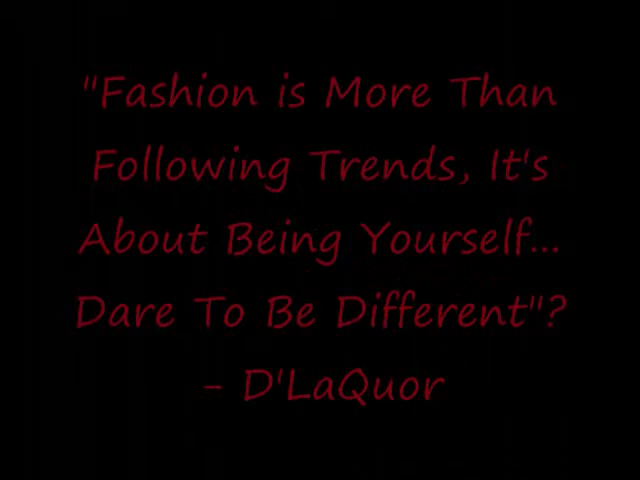 "Fashion is More Than
Following Trends, It's
About Being Yourself...
Dare To Be Different"?
- D'LaQuor